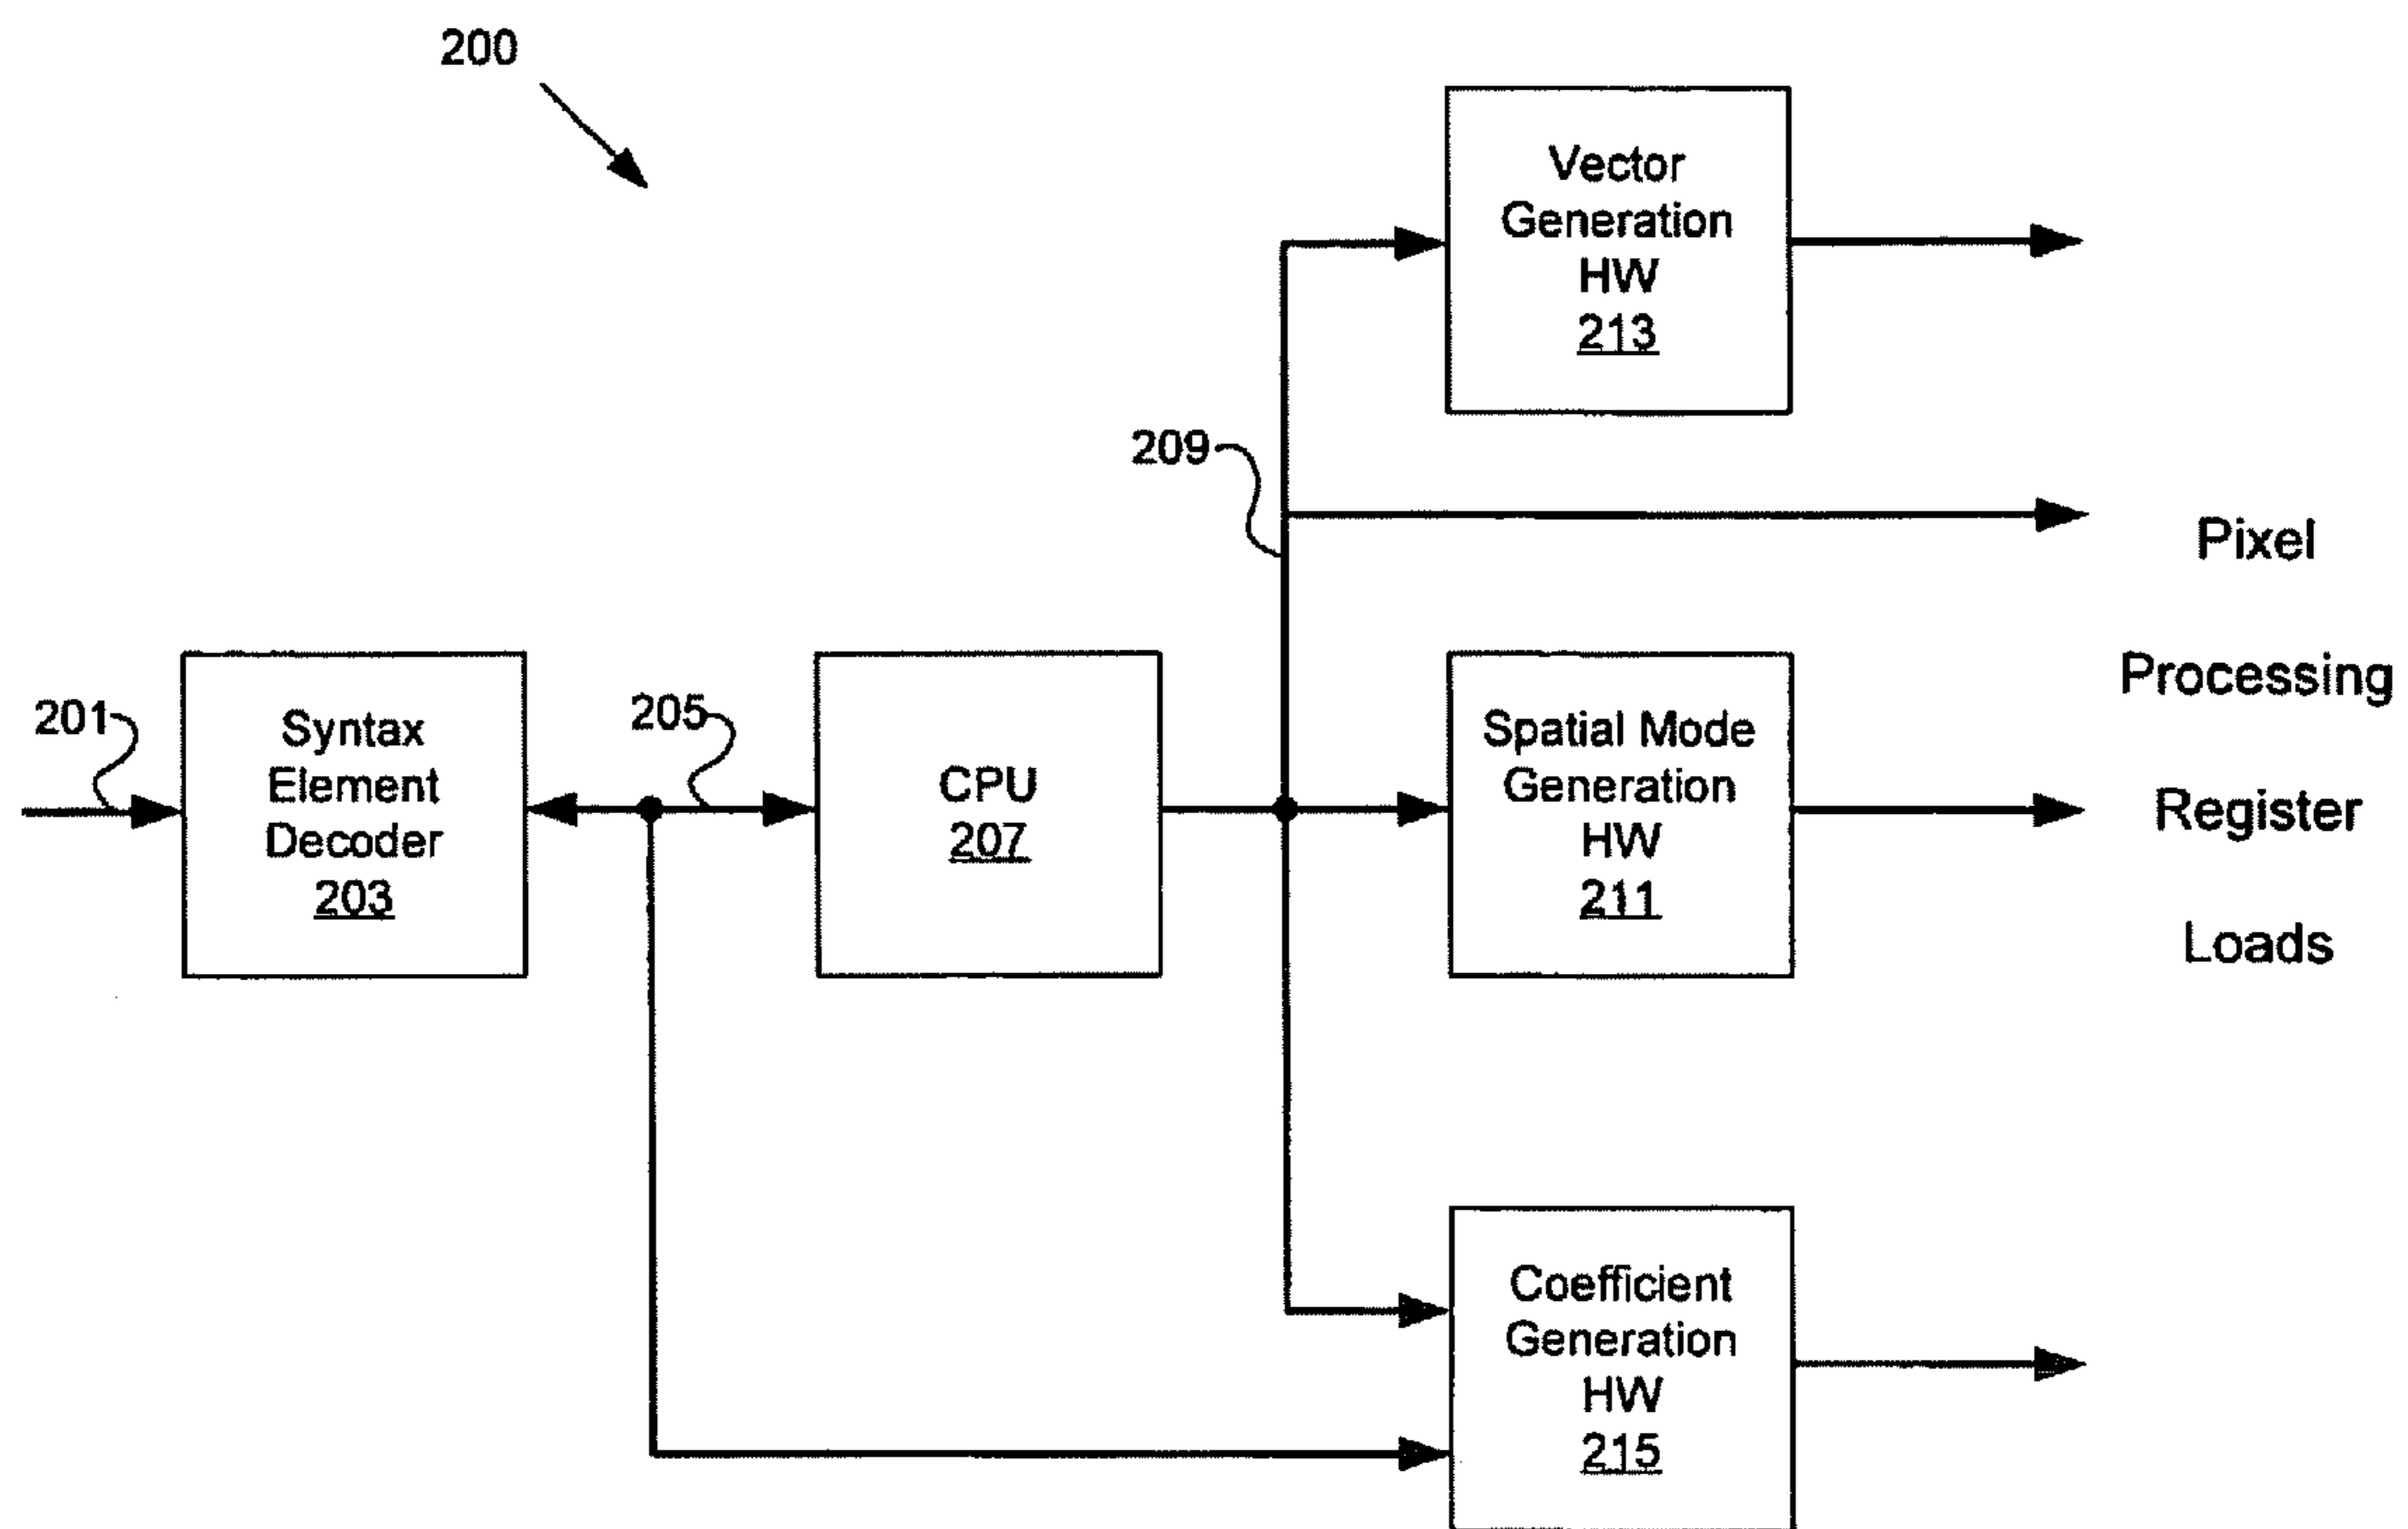 200
Vector
Generation
HW
213
209
Pixel
Processing
Register
Loads
201
Syntax
Element
Decoder
203
205
CPU
207
Spatial Mode
Generation
HW
211
Coefficient
Generation
HW
215